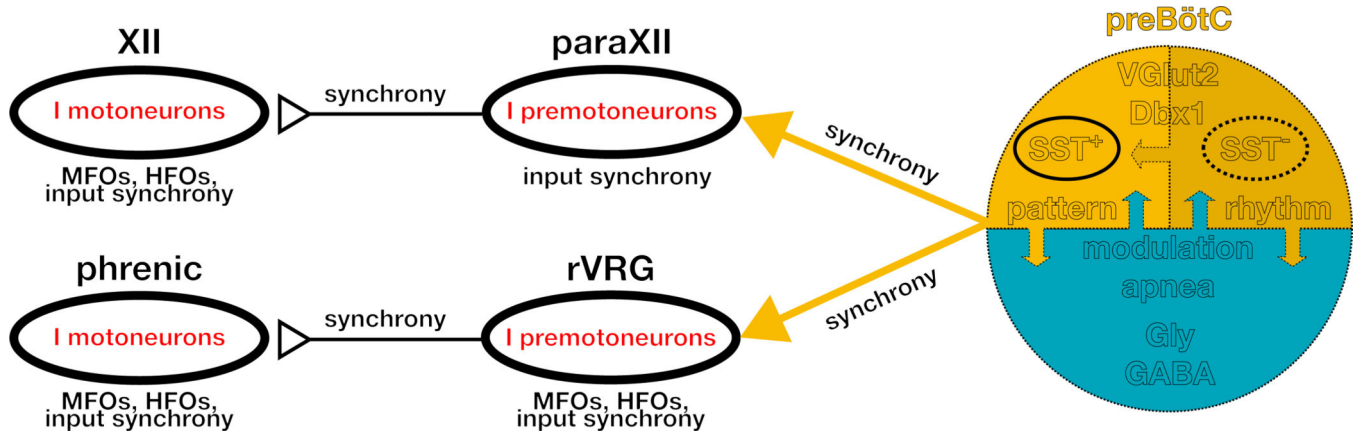 XII
I motoneurons
MFOs, HFOs,
input synchrony
synchrony
paraXII
I premotoneurons
input synchrony
synchrony
preBötC
VGlut2
Dbx1
SST⁺
SST⁻
pattern
rhythm
modulation
apnea
Gly
GABA
phrenic
I motoneurons
MFOs, HFOs,
input synchrony
synchrony
rVRG
I premotoneurons
MFOs, HFOs,
input synchrony
synchrony